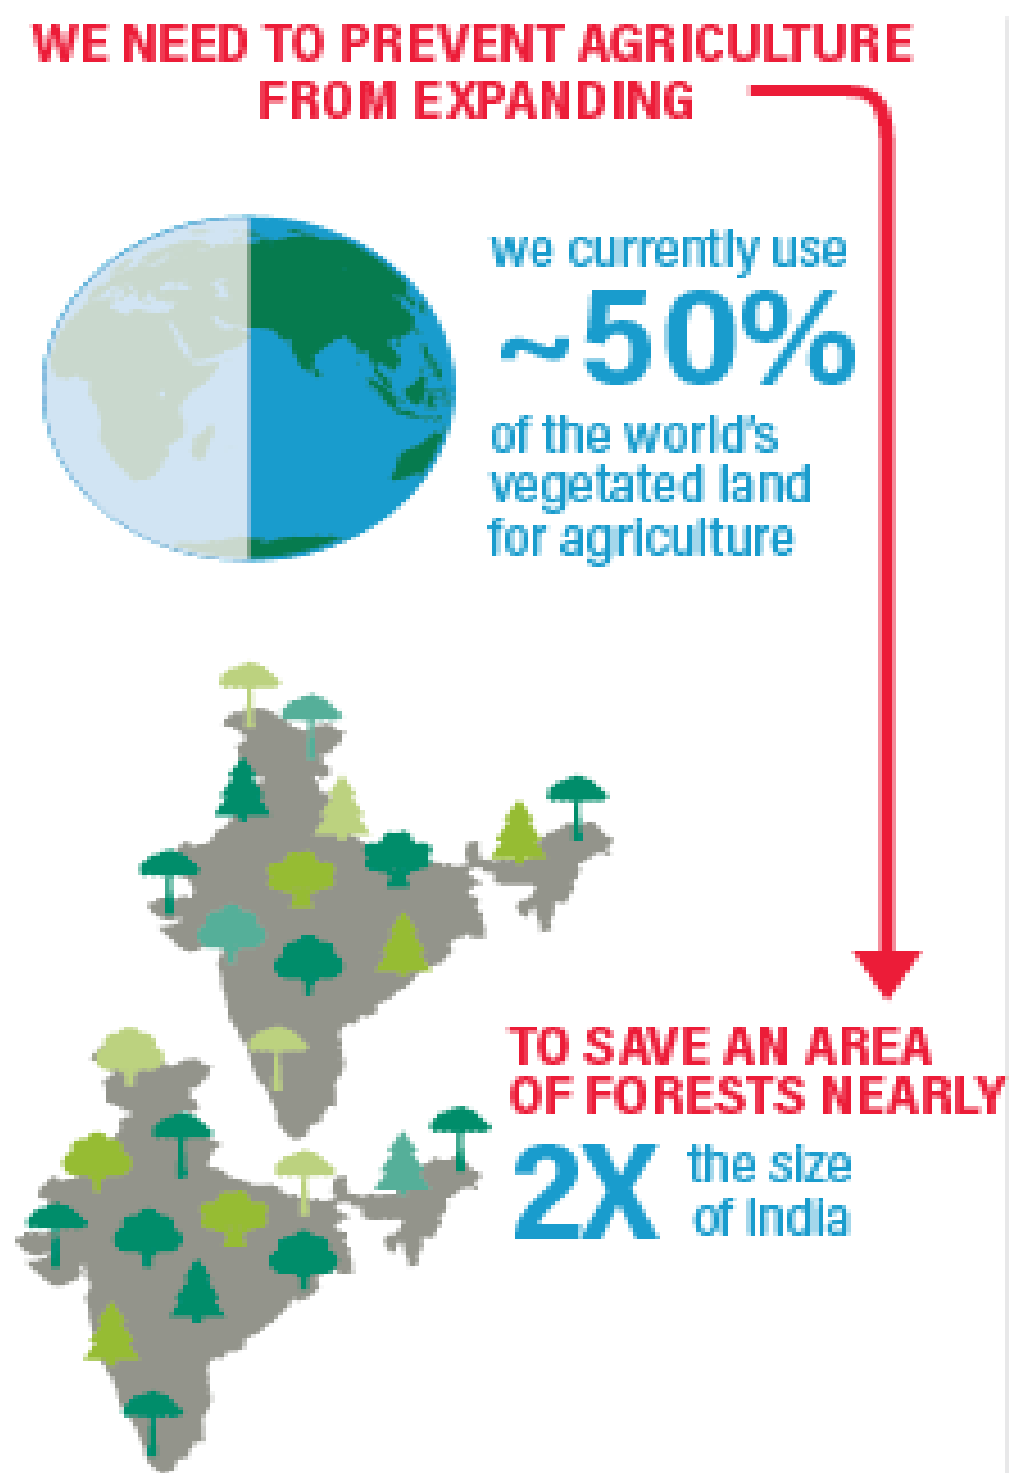 WE NEED TO PREVENT AGRICULTURE
FROM EXPANDING
we currently use
~50%
of the world's
vegetated land
for agriculture
TO SAVE AN AREA
OF FORESTS NEARLY
2X the size
of India